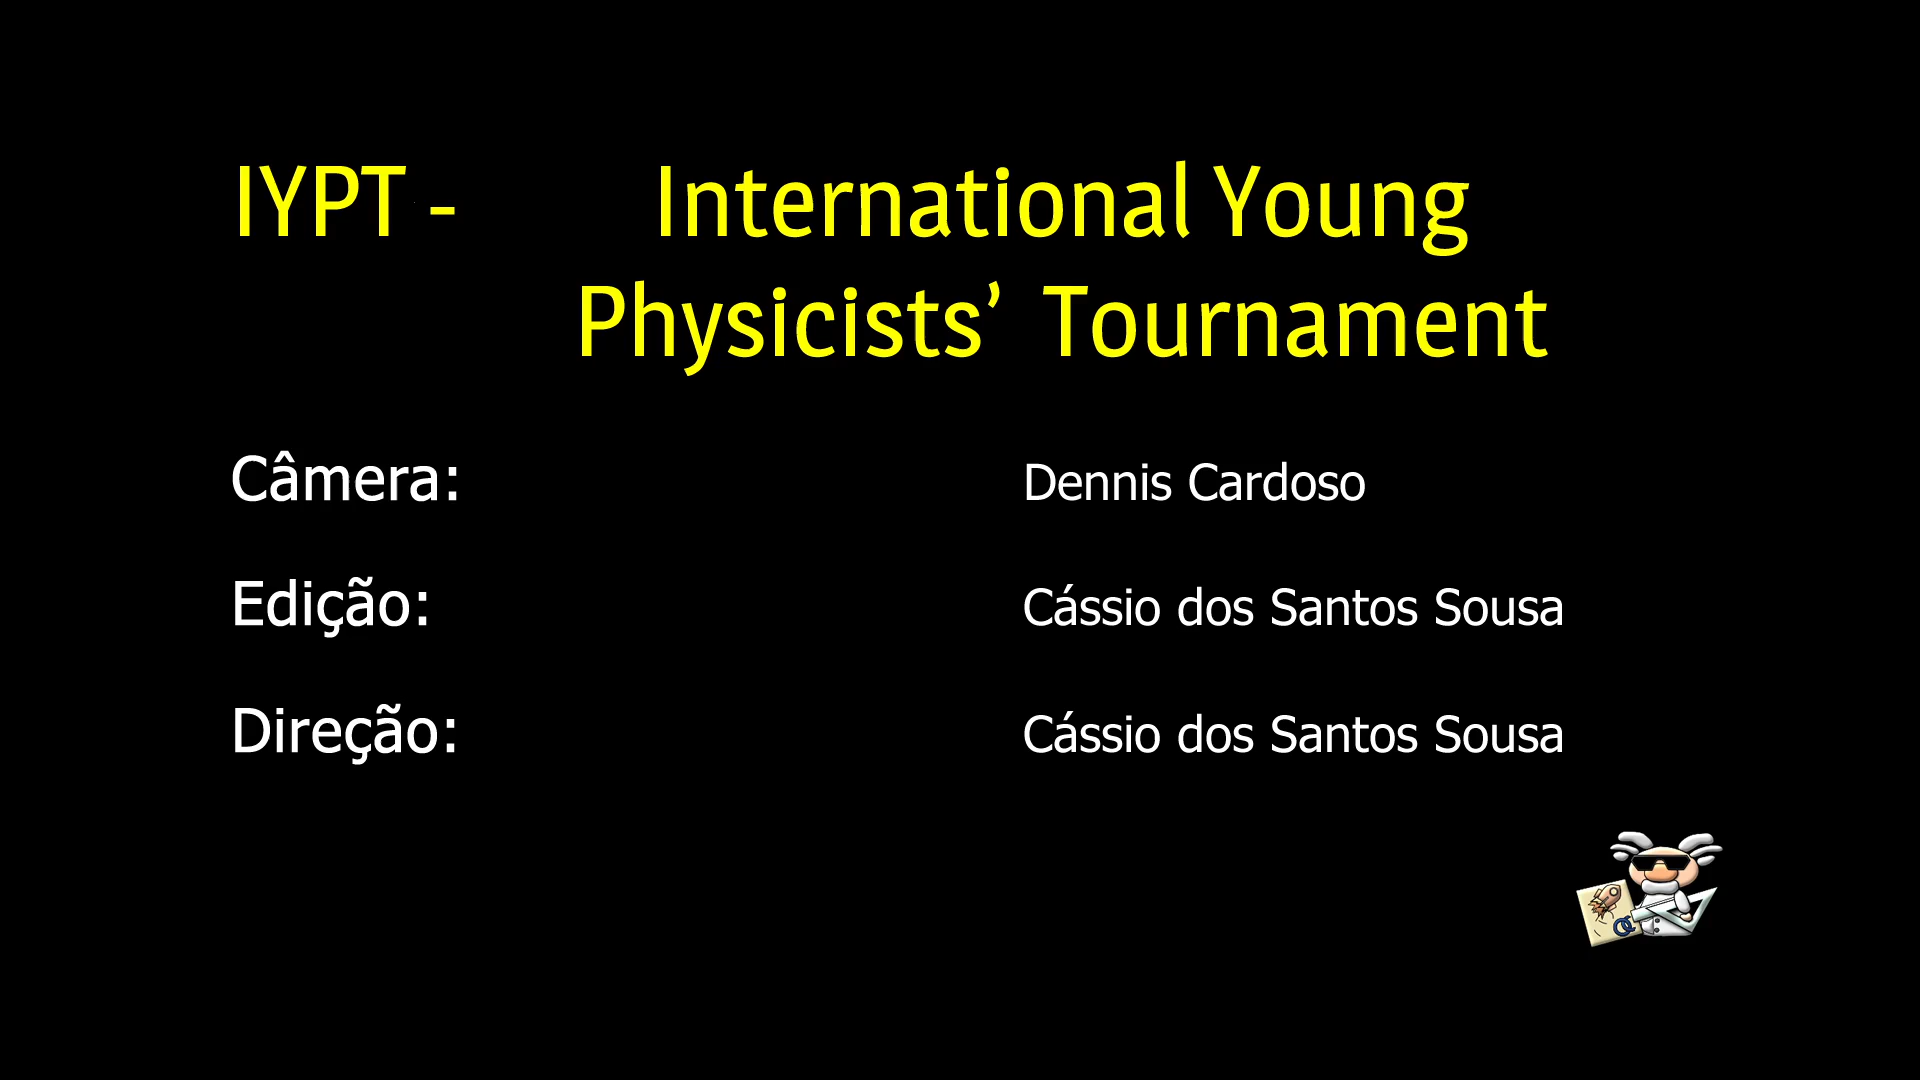 IYPT - International Young
Physicists’ Tournament
Câmera: Dennis Cardoso
Edição: Cássio dos Santos Sousa
Direção: Cássio dos Santos Sousa